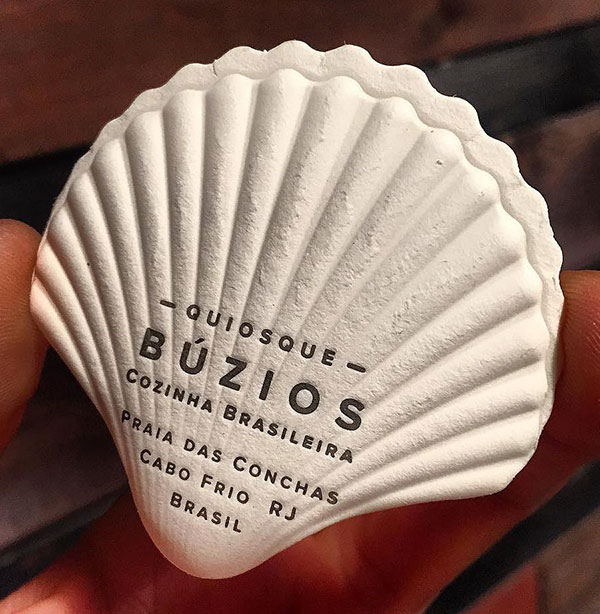 — QUIOSQUE —
BÚZIOS
COZINHA BRASILEIRA
PRAIA DAS CONCHAS
CABO FRIO RJ
BRASIL